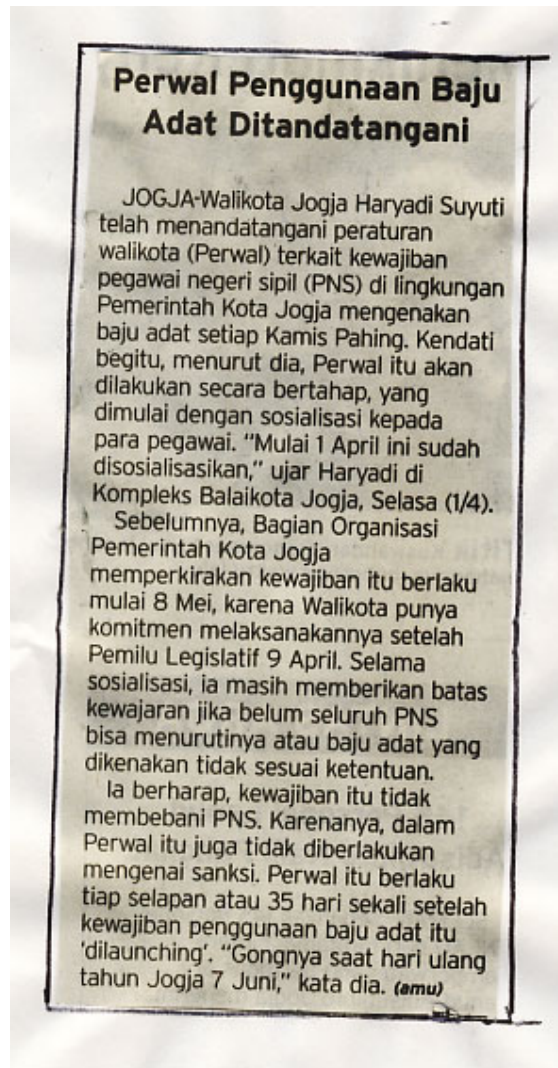 Perwal Penggunaan Baju
Adat Ditandatangani
JOGJA-Walikota Jogja Haryadi Suyuti
telah menandatangani peraturan
walikota (Perwal) terkait kewajiban
pegawai negeri sipil (PNS) di lingkungan
Pemerintah Kota Jogja mengenakan
baju adat setiap Kamis Pahing. Kendati
begitu, menurut dia, Perwal itu akan
dilakukan secara bertahap, yang
dimulai dengan sosialisasi kepada
para pegawai. "Mulai 1 April ini sudah
disosialisasikan," ujar Haryadi di
Kompleks Balaikota Jogja, Selasa (1/4).
Sebelumnya, Bagian Organisasi
Pemerintah Kota Jogja
memperkirakan kewajiban itu berlaku
mulai 8 Mei, karena Walikota punya
komitmen melaksanakannya setelah
Pemilu Legislatif 9 April. Selama
sosialisasi, ia masih memberikan batas
kewajaran jika belum seluruh PNS
bisa menurutinya atau baju adat yang
dikenakan tidak sesuai ketentuan.
Ia berharap, kewajiban itu tidak
membebani PNS. Karenanya, dalam
Perwal itu juga tidak diberlakukan
mengenai sanksi. Perwal itu berlaku
tiap selapan atau 35 hari sekali setelah
kewajiban penggunaan baju adat itu
'dilaunching'. "Gongnya saat hari ulang
tahun Jogja 7 Juni," kata dia. (amu)